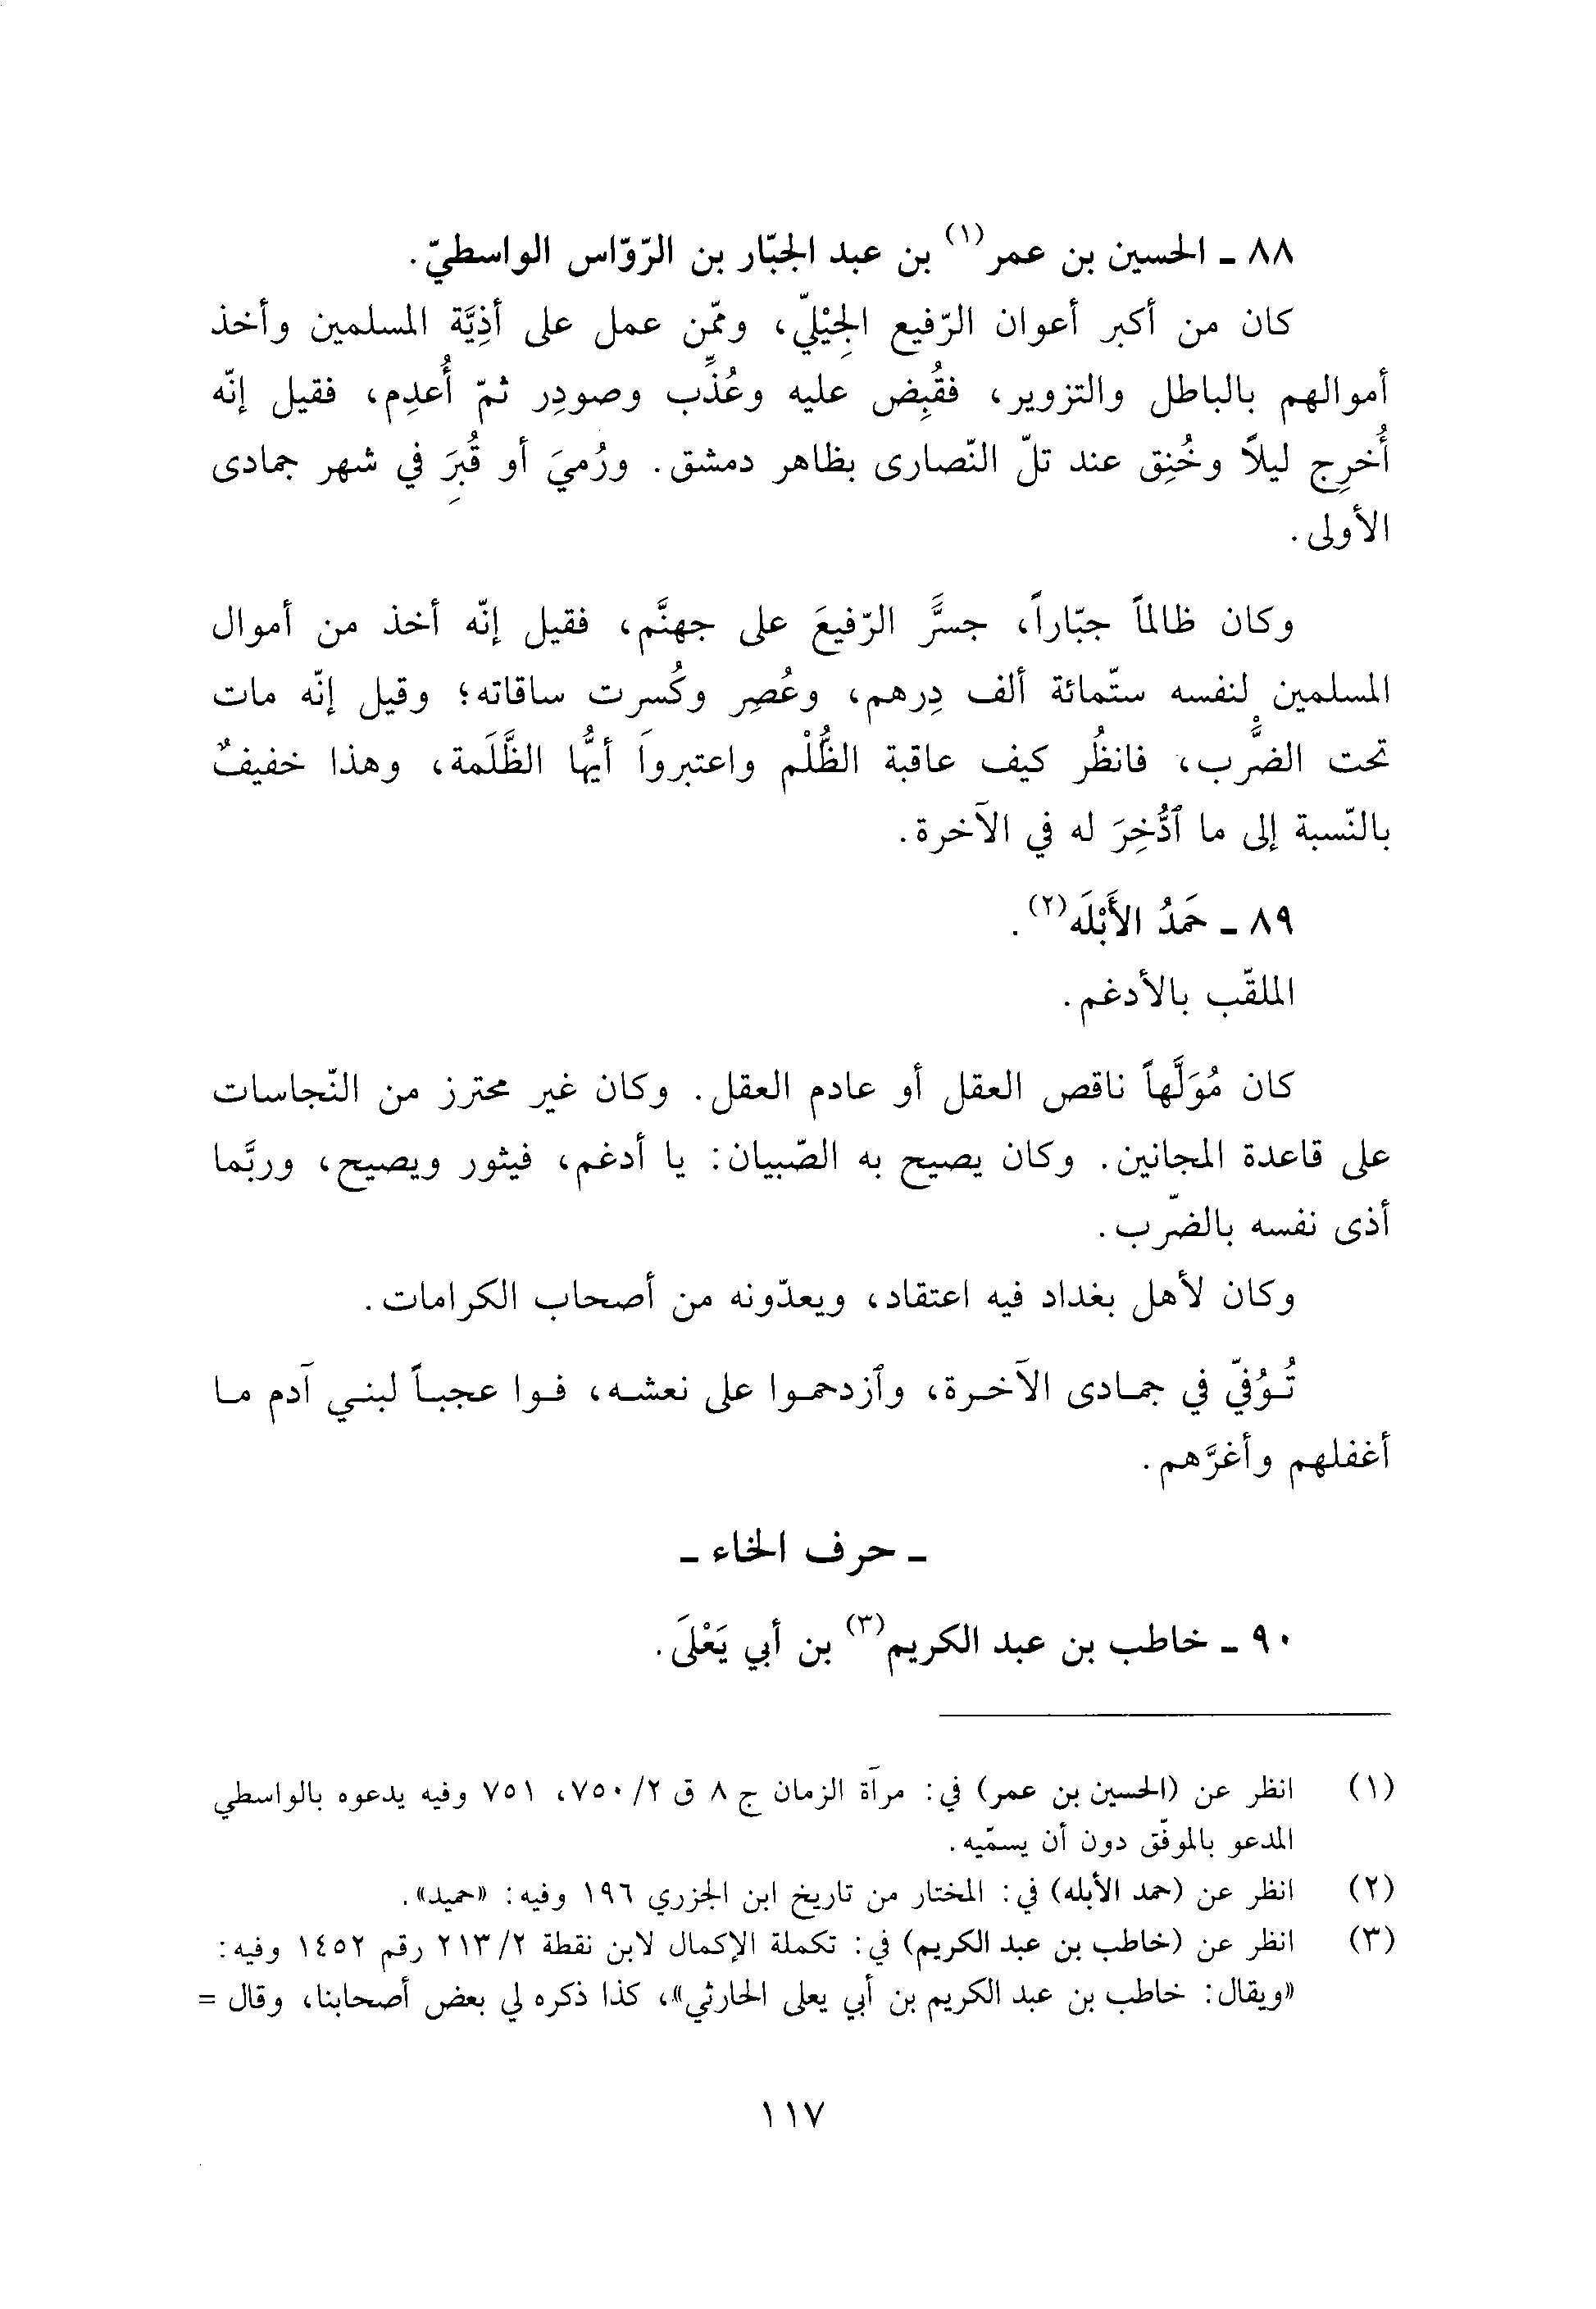 ٨٨ ـ الحسين بن عمر(١) بن عبد الجبّار بن الرّوّاس الواسطيّ.
كان من أكبر أعوان الرّفيع الجِيْليّ، وممّن عمل على أذِيَّة المسلمين وأخذ
أموالهم بالباطل والتزوير، فقُبِض عليه وعُذِّب وصودِر ثمّ أُعدِم، فقيل إنّه
أُخرِج ليلاً وخُنِق عند تلّ النّصارى بظاهر دمشق. ورُميَ أو قُبِرَ في شهر جمادى
الأولى.
وكان ظالماً جبّاراً، جسرَّ الرّفيعَ على جهنَّم، فقيل إنّه أخذ من أموال
المسلمين لنفسه ستّمائة ألف دِرهم، وعُصِر وكُسرت ساقاته؛ وقيل إنّه مات
تحت الضرْب، فانظُر كيف عاقبة الظُّلْم واعتبروا أيهُّا الظَّلَمة، وهذا خفيفٌ
بالنّسبة إلى ما ٱدُّخِرَ له في الآخرة.
٨٩ ـ حَمَدُ الأَبْلَه(٢).
الملقّب بالأدغم.
كان مُوَلَّهاً ناقص العقل أو عادم العقل. وكان غير محترز من النّجاسات
على قاعدة المجانين. وكان يصيح به الصّبيان: يا أدغم، فيثور ويصيح، وربَّما
أذى نفسه بالضّرب.
وكان لأهل بغداد فيه اعتقاد، ويعدّونه من أصحاب الكرامات.
تُوُفّي في جمادى الآخرة، وٱزدحموا على نعشه، فوا عجباً لبني آدم ما
أغفلهم وأغرَّهم.
ـ حرف الخاء ـ
٩٠ ـ خاطب بن عبد الكريم(٣) بن أبي يَعْلَى.
(١) انظر عن (الحسين بن عمر) في: مرآة الزمان ج ٨ ق ٢/ ٧٥٠، ٧٥١ وفيه يدعوه بالواسطي
المدعو بالموفّق دون أن يسمّيه.
(٢) انظر عن (حمد الأبله) في: المختار من تاريخ ابن الجزري ١٩٦ وفيه: «حميد».
(٣) انظر عن (خاطب بن عبد الكريم) في: تكملة الإكمال لابن نقطة ٢/ ٢١٣ رقم ١٤٥٢ وفيه:
«ويقال: خاطب بن عبد الكريم بن أبي يعلى الحارثي»، كذا ذكره لي بعض أصحابنا، وقال =
١١٧